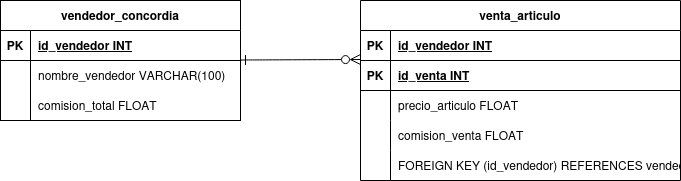 vendedor_concordia
PK id_vendedor INT
nombre_vendedor VARCHAR(100)
comision_total FLOAT
venta_articulo
PK id_vendedor INT
PK id_venta INT
precio_articulo FLOAT
comision_venta FLOAT
FOREIGN KEY (id_vendedor) REFERENCES